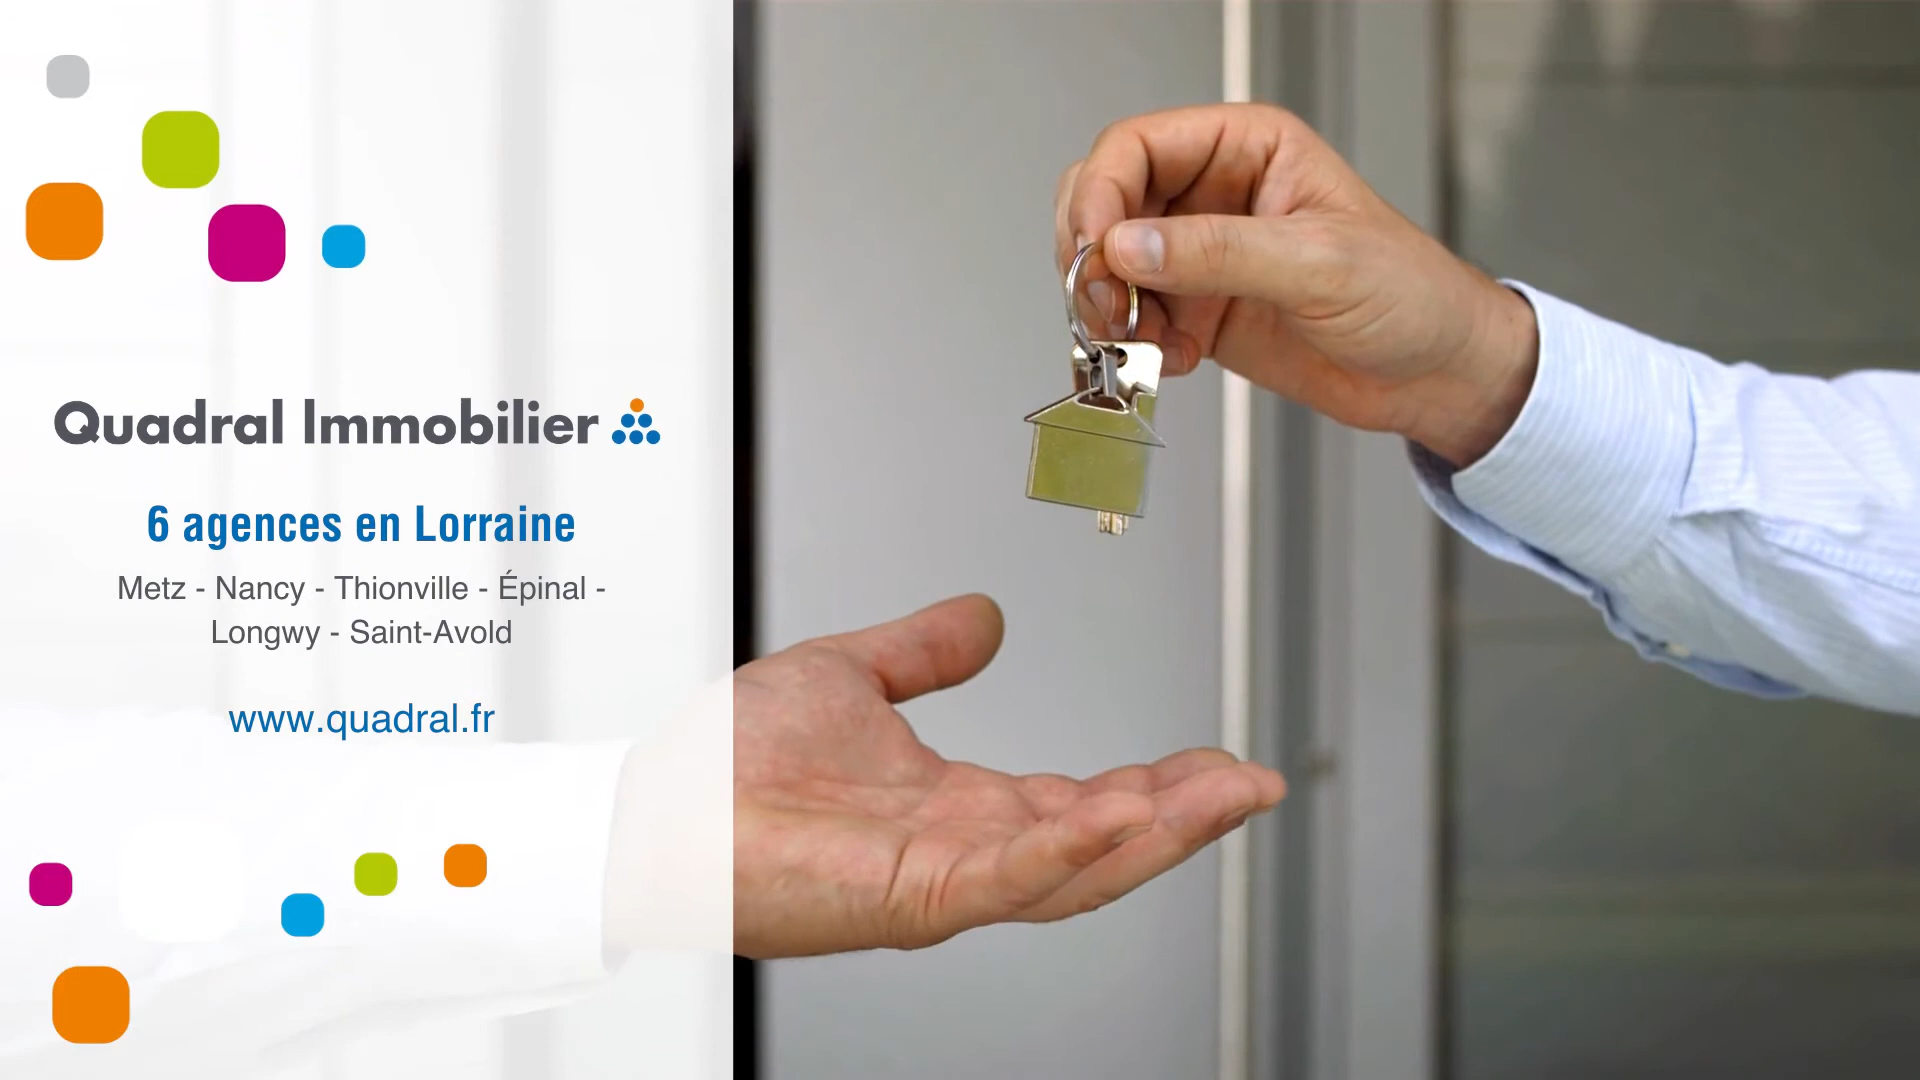 Quadral Immobilier
6 agences en Lorraine
Metz - Nancy - Thionville - Épinal -
Longwy - Saint-Avold
www.quadral.fr